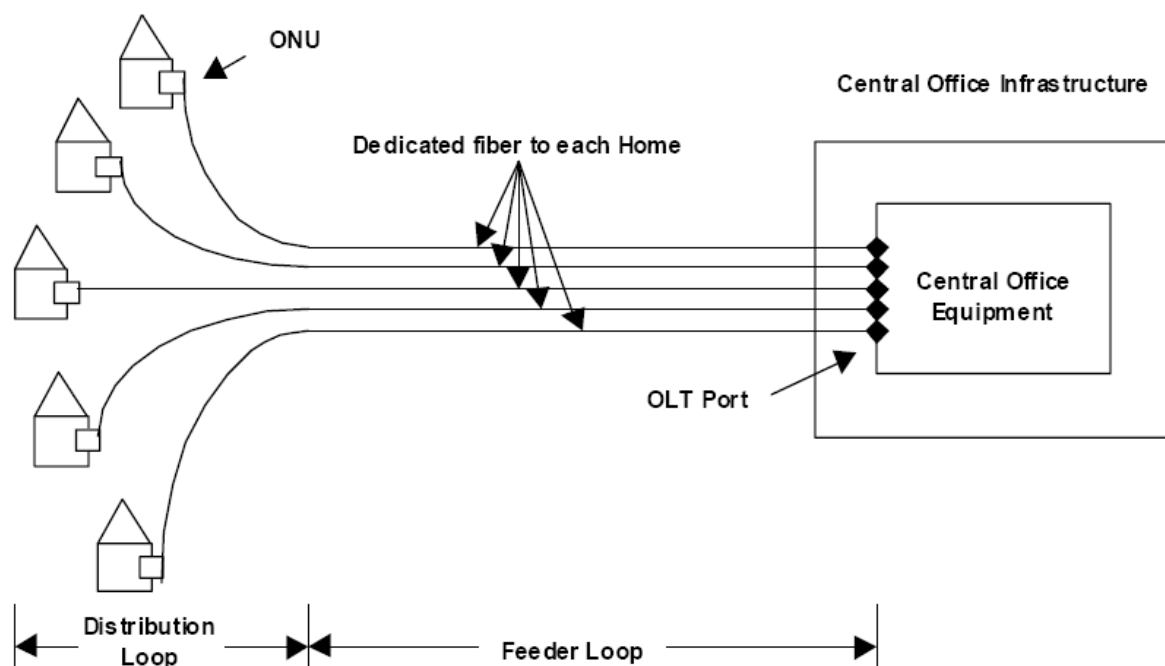 ONU
Central Office Infrastructure
Dedicated fiber to each Home
Central Office
Equipment
OLT Port
Distribution
Loop
Feeder Loop